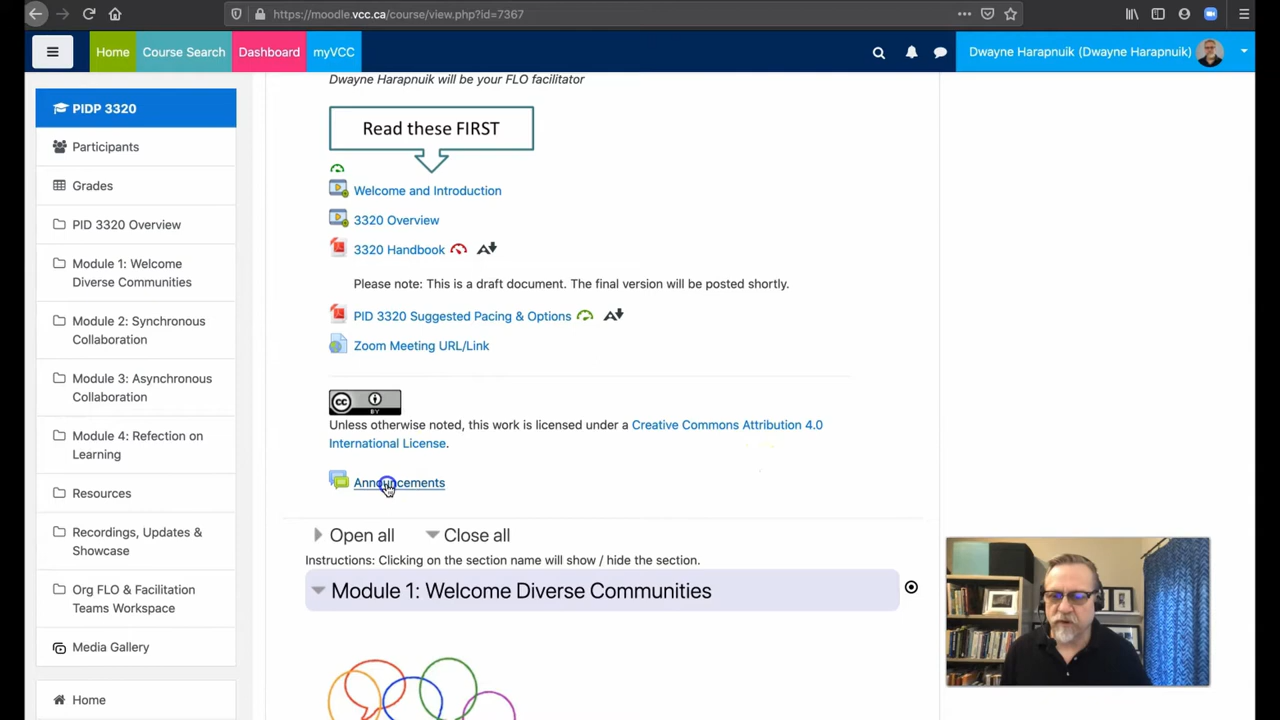 https://moodle.vcc.ca/course/view.php?id=7367
Home
Course Search
Dashboard
myVCC
Dwayne Harapnuik (Dwayne Harapnuik)
PIDP 3320
Participants
Grades
PID 3320 Overview
Module 1: Welcome
Diverse Communities
Module 2: Synchronous
Collaboration
Module 3: Asynchronous
Collaboration
Module 4: Refection on
Learning
Resources
Recordings, Updates &
Showcase
Org FLO & Facilitation
Teams Workspace
Media Gallery
Home
Dwayne Harapnuik will be your FLO facilitator
Read these FIRST
Welcome and Introduction
3320 Overview
3320 Handbook
Please note: This is a draft document. The final version will be posted shortly.
PID 3320 Suggested Pacing & Options
Zoom Meeting URL/Link
cc
BY
Unless otherwise noted, this work is licensed under a Creative Commons Attribution 4.0
International License.
Announcements
Open all Close all
Instructions: Clicking on the section name will show / hide the section.
Module 1: Welcome Diverse Communities